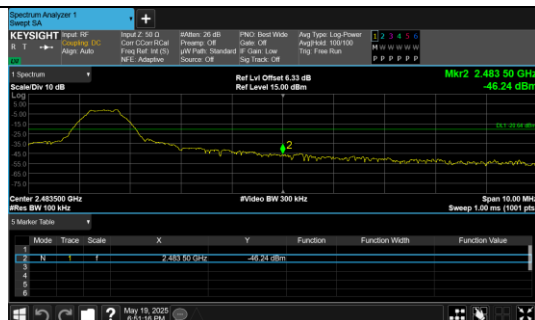 Spectrum Analyzer 1
Swept SA
+
KEYSIGHT Input: RF Input Z: 50 Ω #Atten: 26 dB PNO: Best Wide Avg Type: Log-Power 1 2 3 4 5 6
R T Coupling: DC Corr CCorr RCal Preamp: Off Gate: Off Avg|Hold: 100/100 M W W W W W
Align: Auto Freq Ref: Int (S) µW Path: Standard IF Gain: Low Trig: Free Run
NFE: Adaptive Source: Off Sig Track: Off P P P P P P
1 Spectrum Ref Lvl Offset 6.33 dB Mkr2 2.483 50 GHz
Scale/Div 10 dB Ref Level 15.00 dBm -46.24 dBm
Log
5.00
-5.00
-15.0
-25.0
-35.0
-45.0
-55.0
-65.0
-75.0
2
Center 2.483500 GHz #Video BW 300 kHz Span 10.00 MHz
#Res BW 100 kHz Sweep 1.00 ms (1001 pts
5 Marker Table
Mode Trace Scale X Y Function Function Width Function Value
1
2 N 1 f 2.483 50 GHz -46.24 dBm
3
4
5
6
May 19, 2025
6:51:16 PM
?